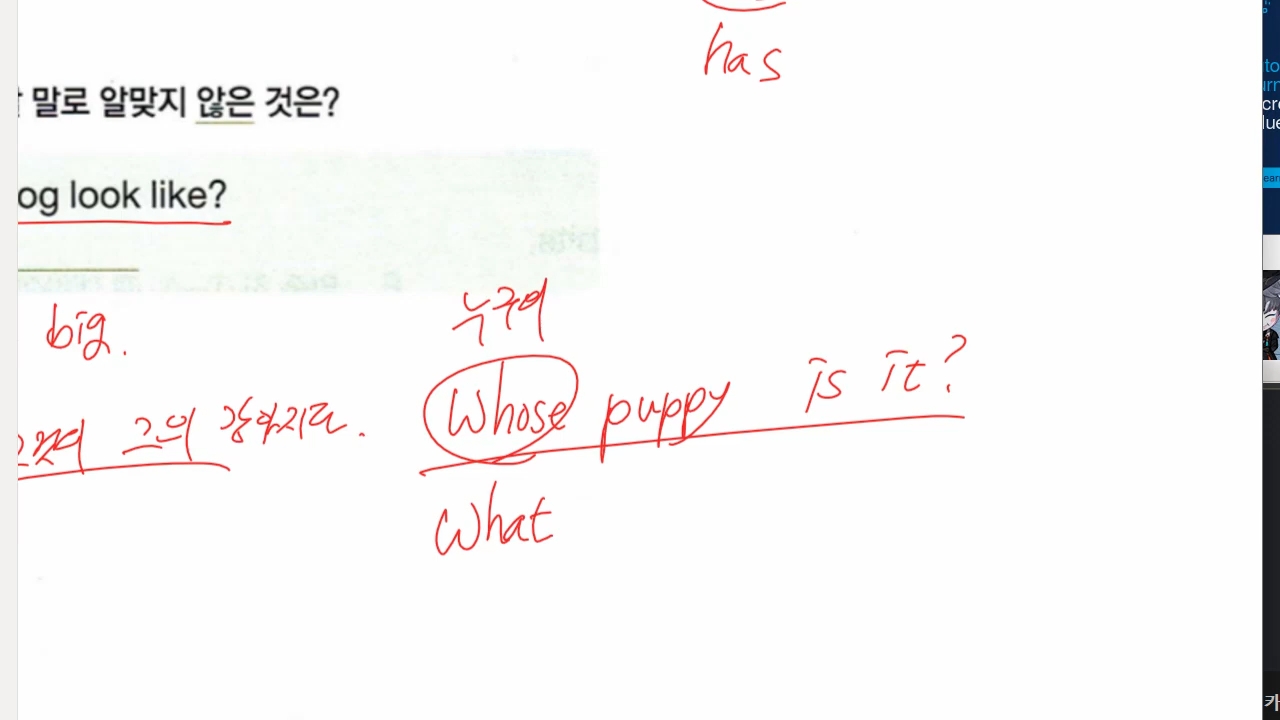 has
말로 알맞지 않은 것은?
og look like?
big.
누구의
그의 강아지다.
Whose puppy is it?
What